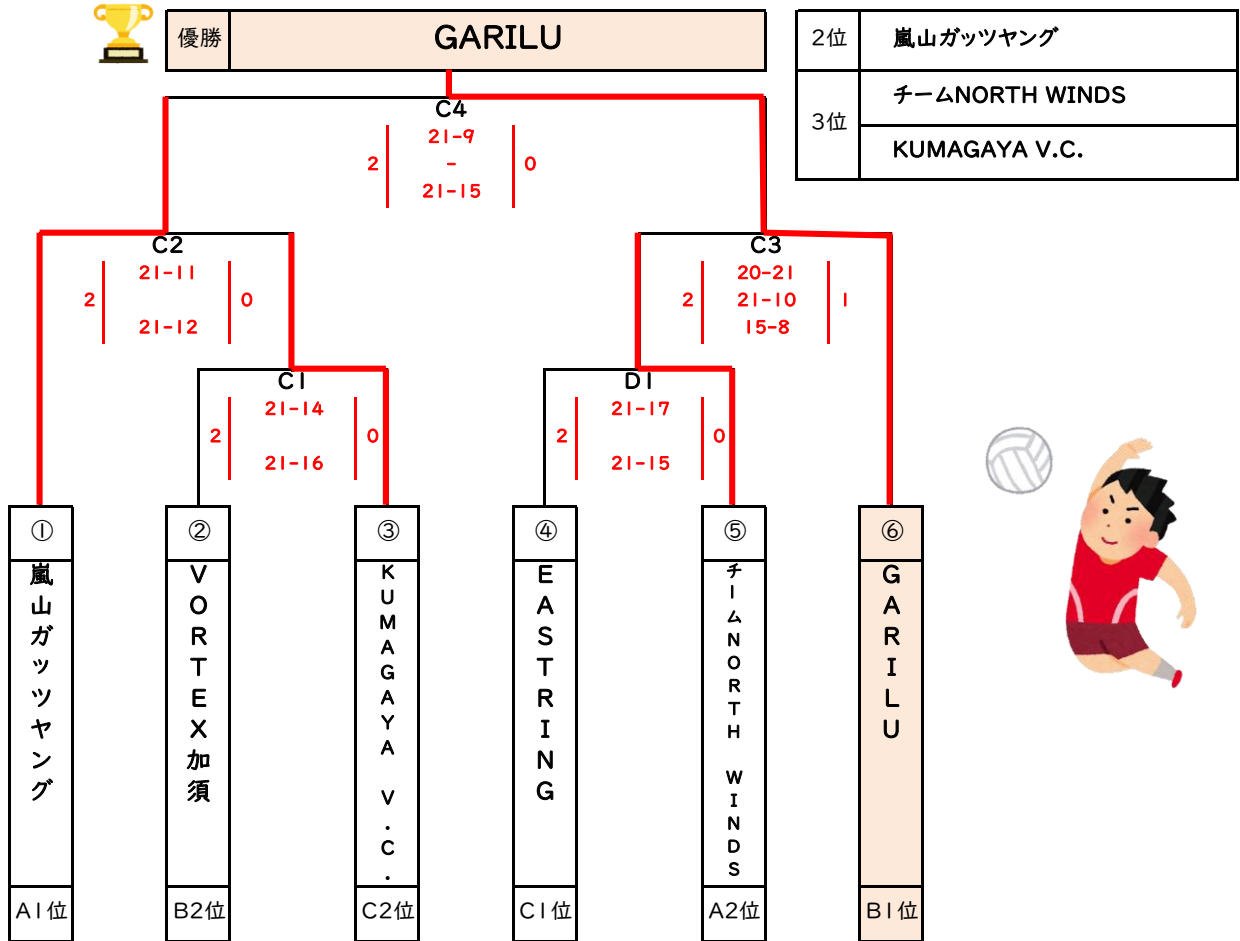 優勝
GARILU
2位
嵐山ガッツヤング
3位
チームNORTH WINDS
KUMAGAYA V.C.
C4
21-9
2
-
0
21-15
C2
21-11
2
0
21-12
C3
20-21
2
21-10
1
15-8
C1
21-14
2
0
21-16
D1
21-17
2
0
21-15
①
嵐山ガッツヤング
A1位
②
VORTEX加須
B2位
③
KUMAGAYA V.C.
C2位
④
EASTRING
C1位
⑤
チームNORTH WINDS
A2位
⑥
GARILU
B1位